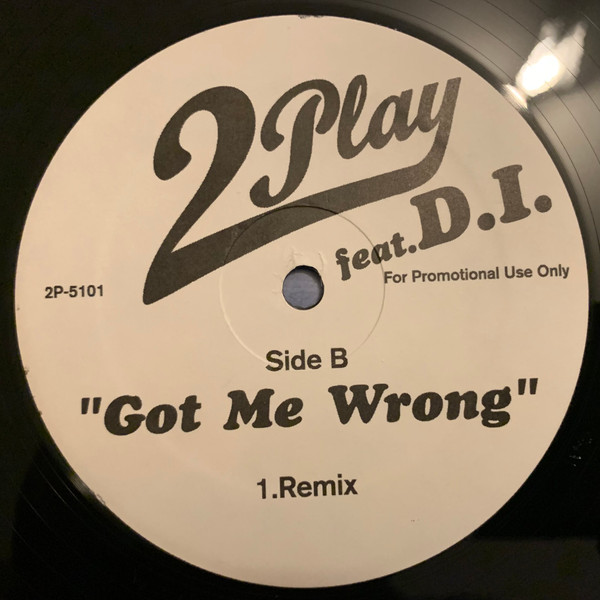 2Play
feat. D.I.
For Promotional Use Only
2P-5101
Side B
"Got Me Wrong"
1.Remix